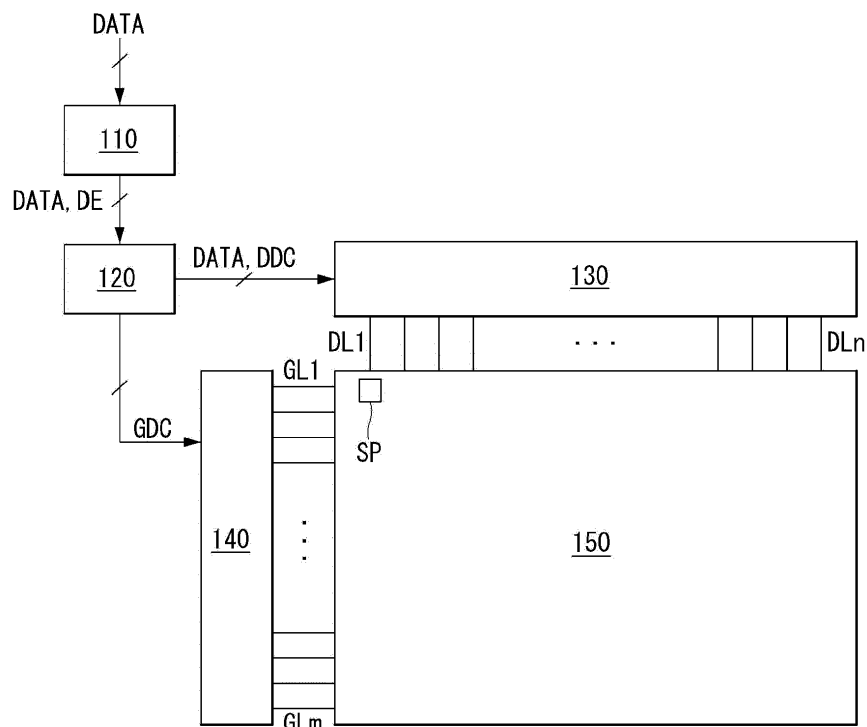 DATA
110
DATA, DE
120
DATA, DDC
130
DL1
...
DLn
GL1
GDC
SP
140
150
GLm